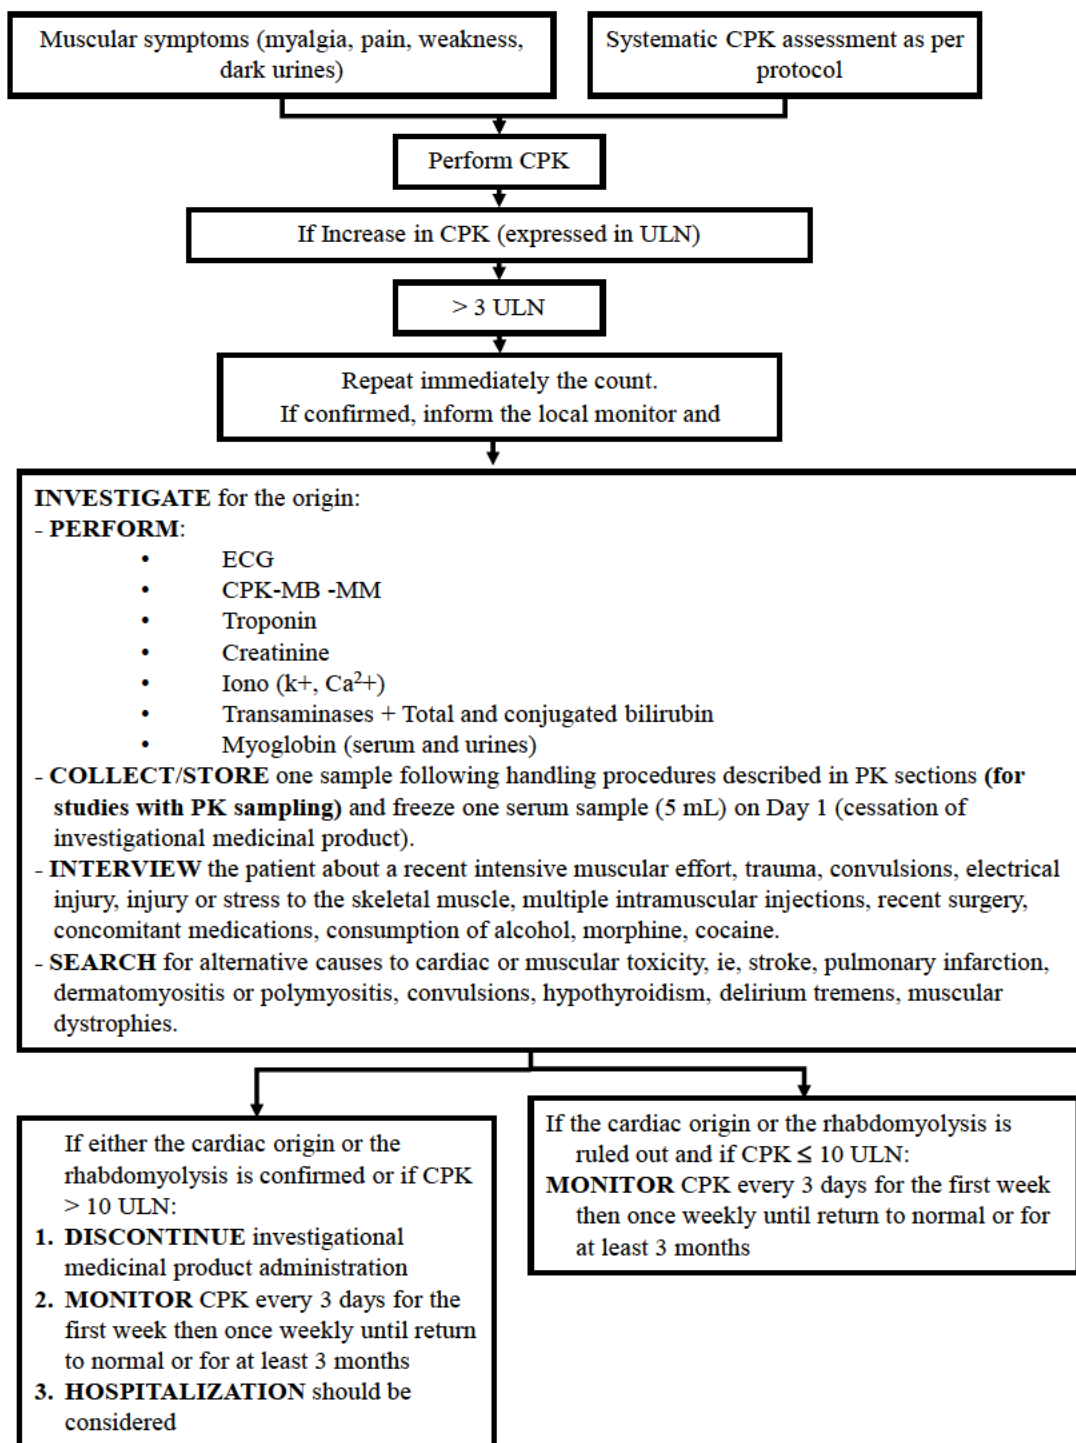 Muscular symptoms (myalgia, pain, weakness,
dark urines)
Systematic CPK assessment as per
protocol
Perform CPK
If Increase in CPK (expressed in ULN)
> 3 ULN
Repeat immediately the count.
If confirmed, inform the local monitor and
INVESTIGATE for the origin:
- PERFORM:
• ECG
• CPK-MB -MM
• Troponin
• Creatinine
• Iono (k+, Ca²⁺)
• Transaminases + Total and conjugated bilirubin
• Myoglobin (serum and urines)
- COLLECT/STORE one sample following handling procedures described in PK sections (for
studies with PK sampling) and freeze one serum sample (5 mL) on Day 1 (cessation of
investigational medicinal product).
- INTERVIEW the patient about a recent intensive muscular effort, trauma, convulsions, electrical
injury, injury or stress to the skeletal muscle, multiple intramuscular injections, recent surgery,
concomitant medications, consumption of alcohol, morphine, cocaine.
- SEARCH for alternative causes to cardiac or muscular toxicity, ie, stroke, pulmonary infarction,
dermatomyositis or polymyositis, convulsions, hypothyroidism, delirium tremens, muscular
dystrophies.
If either the cardiac origin or the
rhabdomyolysis is confirmed or if CPK
> 10 ULN:
1. DISCONTINUE investigational
medicinal product administration
2. MONITOR CPK every 3 days for the
first week then once weekly until return
to normal or for at least 3 months
3. HOSPITALIZATION should be
considered
If the cardiac origin or the rhabdomyolysis is
ruled out and if CPK ≤ 10 ULN:
MONITOR CPK every 3 days for the first week
then once weekly until return to normal or for
at least 3 months